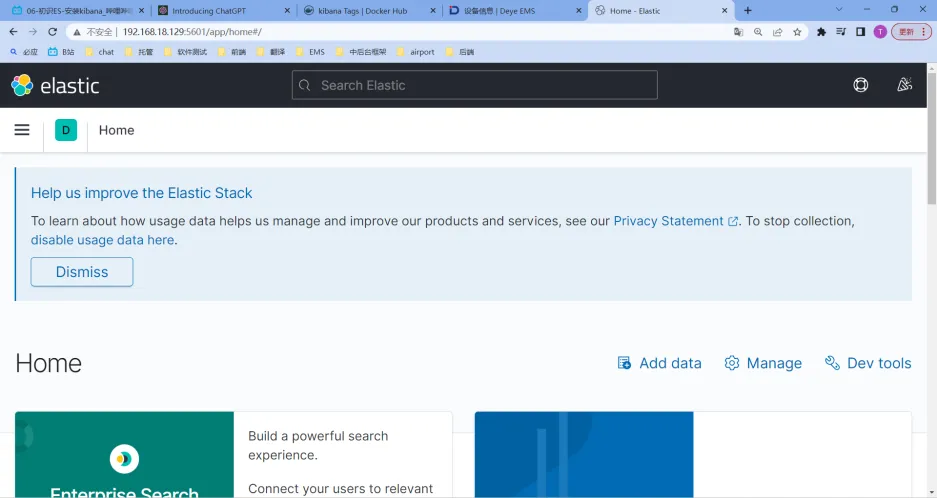 06-初识ES-安装kibana_哔哩哔哩
Introducing ChatGPT
kibana Tags | Docker Hub
设备信息 | Deye EMS
Home - Elastic
不安全 | 192.168.18.129:5601/app/home#/
更新
必应
B站
chat
托管
软件测试
前端
翻译
EMS
中后台框架
airport
后端
elastic
Search Elastic
D
Home
Help us improve the Elastic Stack
To learn about how usage data helps us manage and improve our products and services, see our Privacy Statement. To stop collection,
disable usage data here.
Dismiss
Home
Add data
Manage
Dev tools
Build a powerful search
experience.
Connect your users to relevant
Enterprise Search